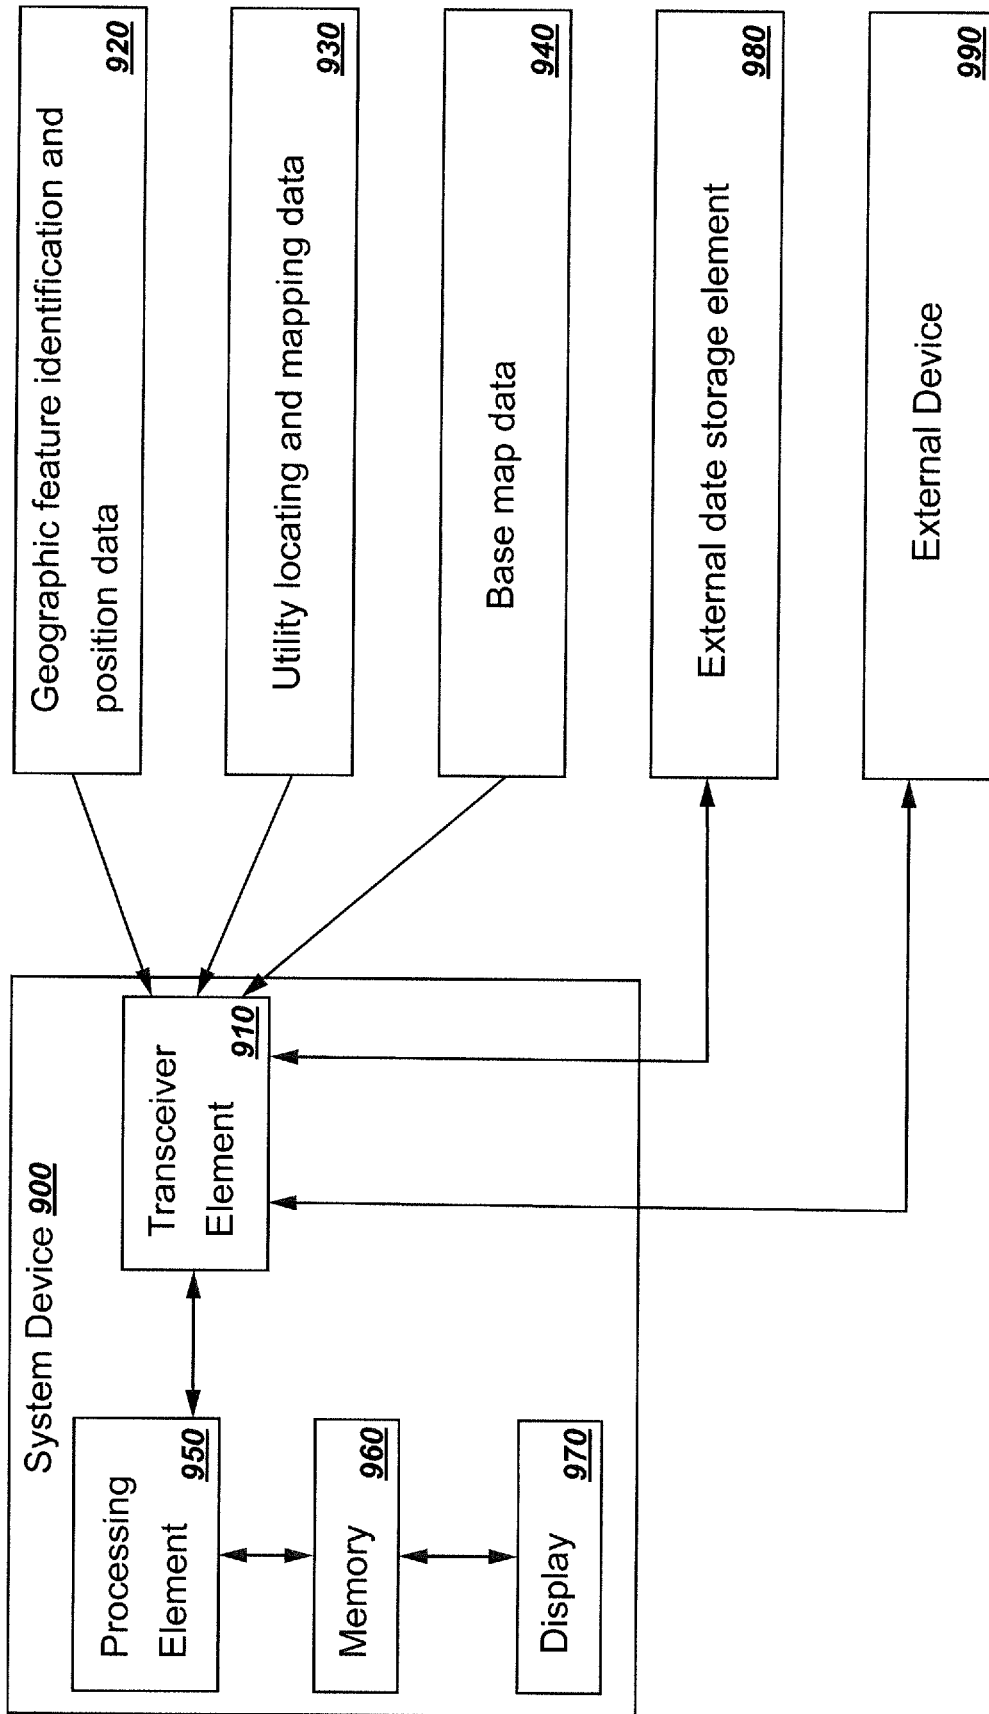 System Device 900
Processing
Element
950
Memory
960
Display
970
Transceiver
Element
910
Geographic feature identification and
position data
920
Utility locating and mapping data
930
Base map data
940
External date storage element
980
External Device
990